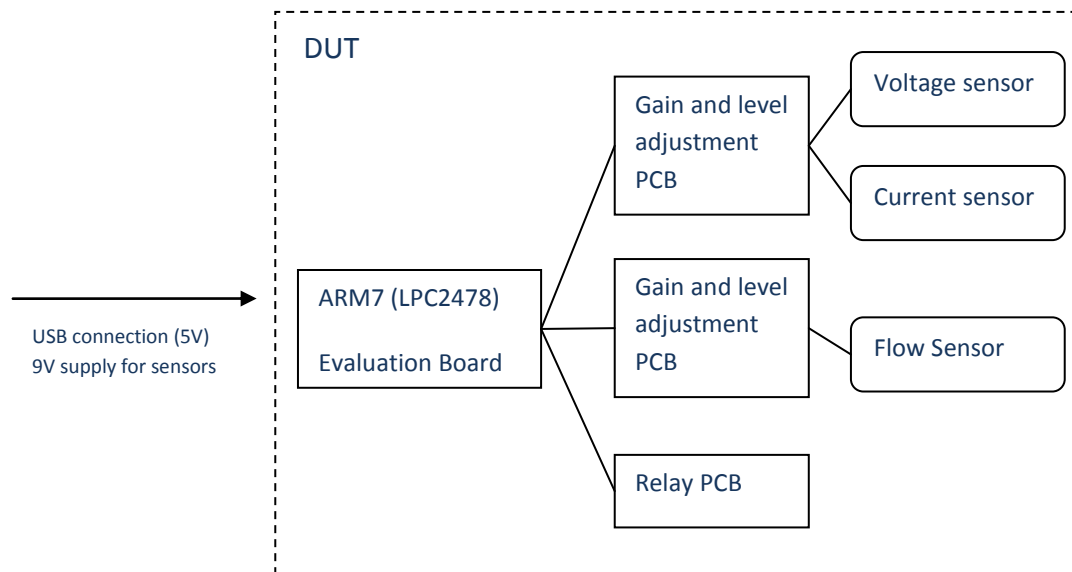 DUT
Gain and level
adjustment
PCB
Voltage sensor
Current sensor
ARM7 (LPC2478)
Evaluation Board
USB connection (5V)
9V supply for sensors
Gain and level
adjustment
PCB
Flow Sensor
Relay PCB